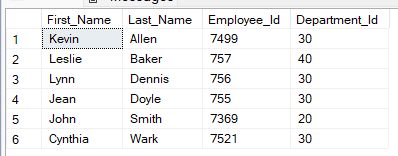 First_Name Last_Name Employee_Id Department_Id
1 Kevin Allen 7499 30
2 Leslie Baker 757 40
3 Lynn Dennis 756 30
4 Jean Doyle 755 30
5 John Smith 7369 20
6 Cynthia Wark 7521 30